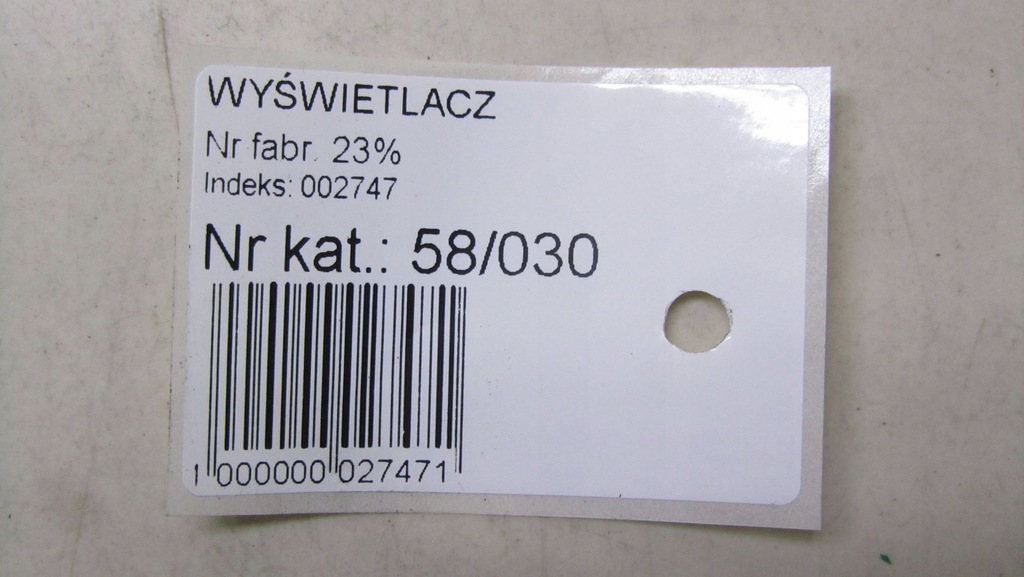 WYŚWIETLACZ
Nr fabr. 23%
Indeks: 002747
Nr kat.: 58/030
1 000000 027471